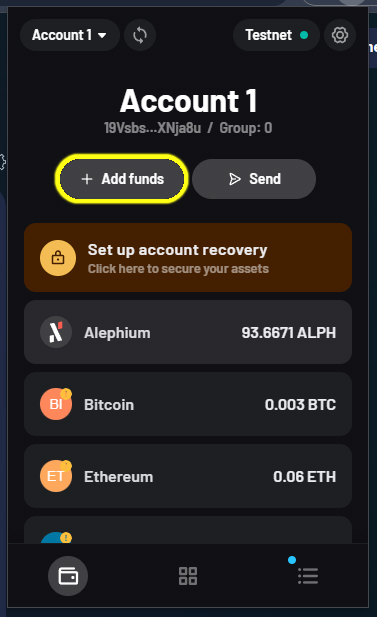 Account 1
Testnet
Account 1
19Vsbs...XNja8u / Group: 0
Add funds
Send
Set up account recovery
Click here to secure your assets
Alephium
93.6671 ALPH
BI
Bitcoin
0.003 BTC
ET
Ethereum
0.06 ETH